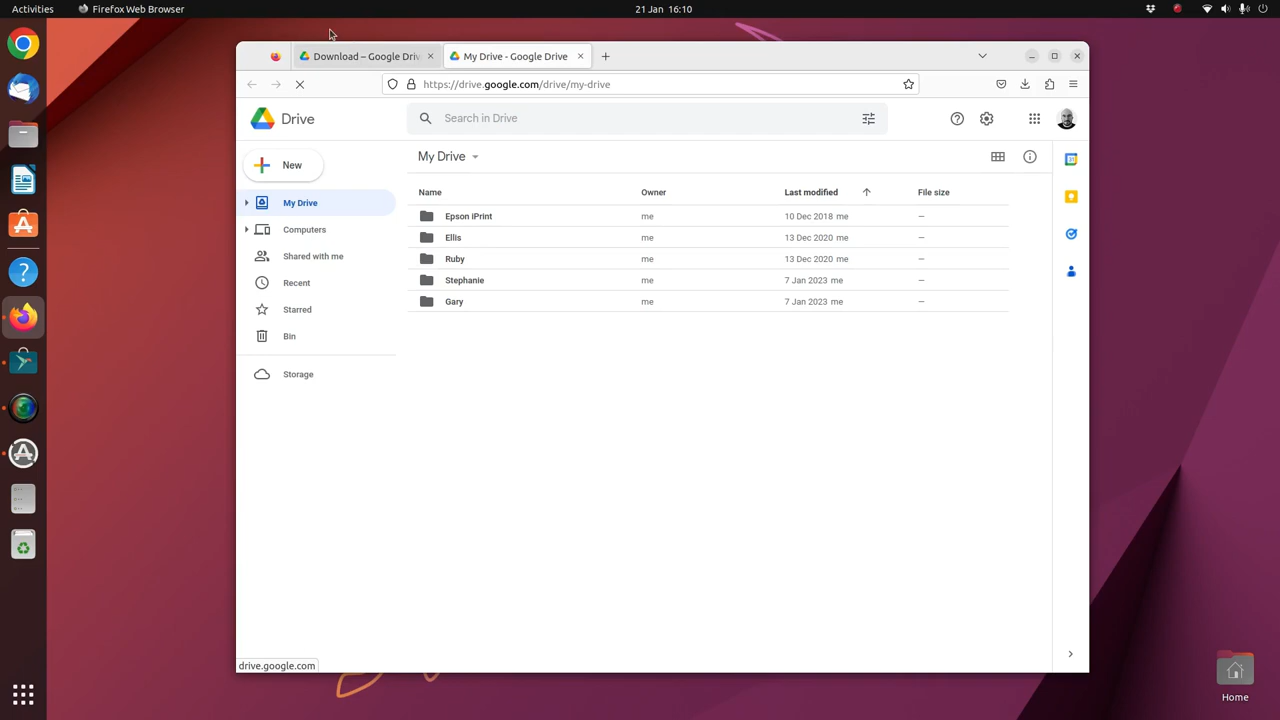 Activities
Firefox Web Browser
21 Jan 16:10
Download – Google Driv
My Drive - Google Drive
https://drive.google.com/drive/my-drive
Drive
Search in Drive
New
My Drive
Computers
Shared with me
Recent
Starred
Bin
Storage
My Drive
Name Owner Last modified File size
Epson iPrint me 10 Dec 2018 me –
Ellis me 13 Dec 2020 me –
Ruby me 13 Dec 2020 me –
Stephanie me 7 Jan 2023 me –
Gary me 7 Jan 2023 me –
31
drive.google.com
Home